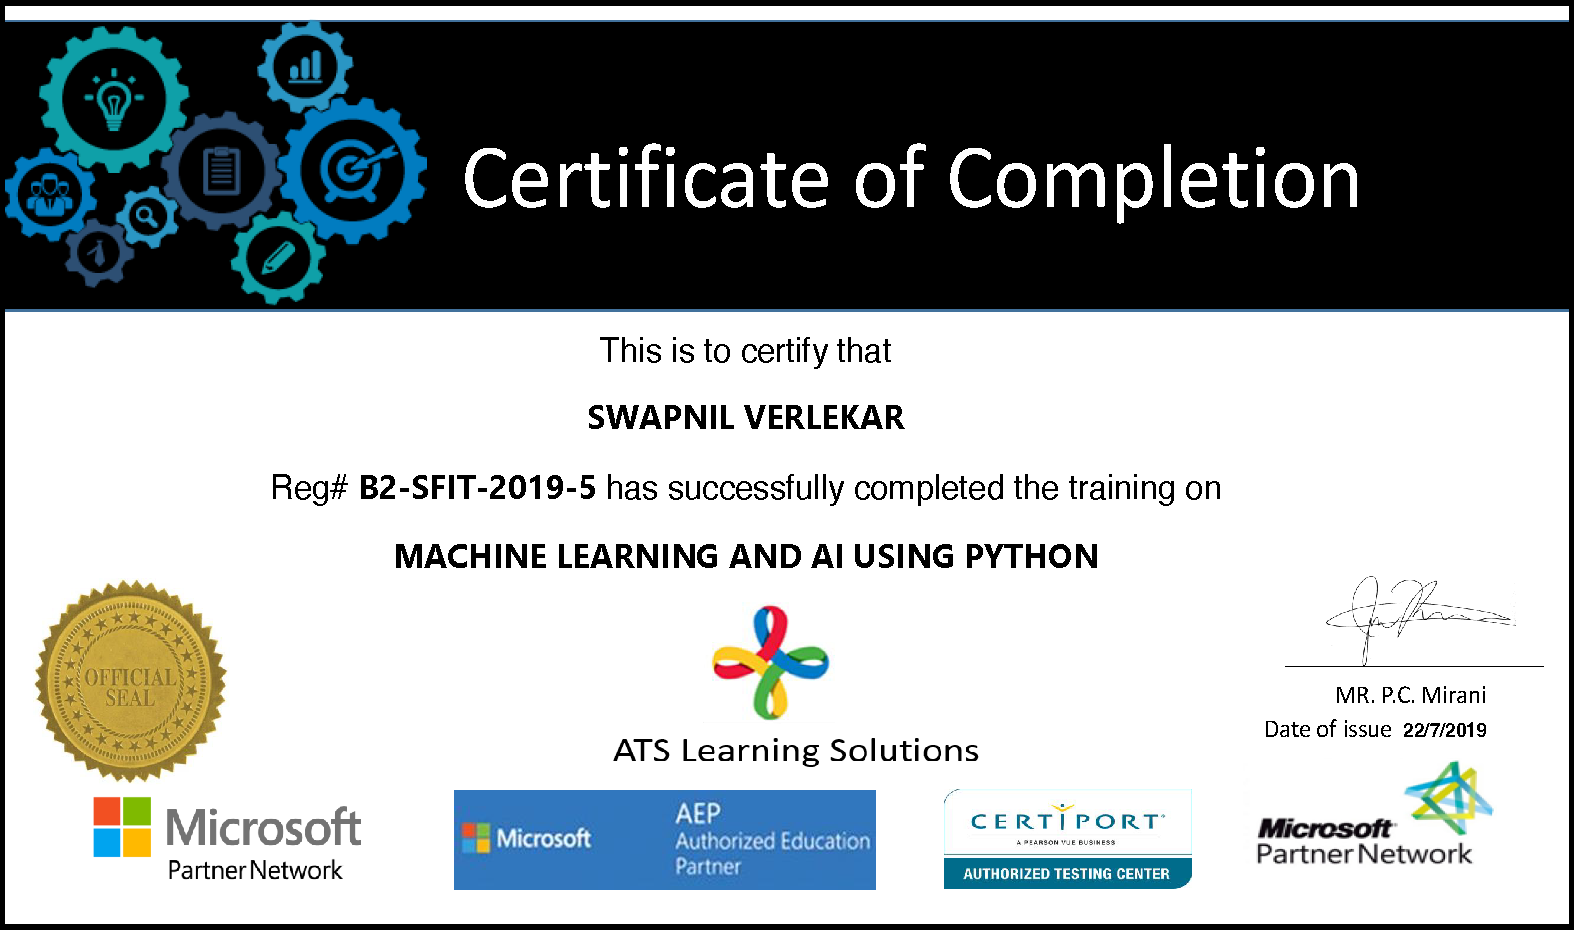 Certificate of Completion
This is to certify that
SWAPNIL VERLEKAR
Reg# B2-SFIT-2019-5 has successfully completed the training on
MACHINE LEARNING AND AI USING PYTHON
OFFICIAL
SEAL
ATS Learning Solutions
MR. P.C. Mirani
Date of issue 22/7/2019
Microsoft
Partner Network
Microsoft
AEP
Authorized Education
Partner
CERTIPORT
A PEARSON VUE BUSINESS
AUTHORIZED TESTING CENTER
Microsoft
Partner Network